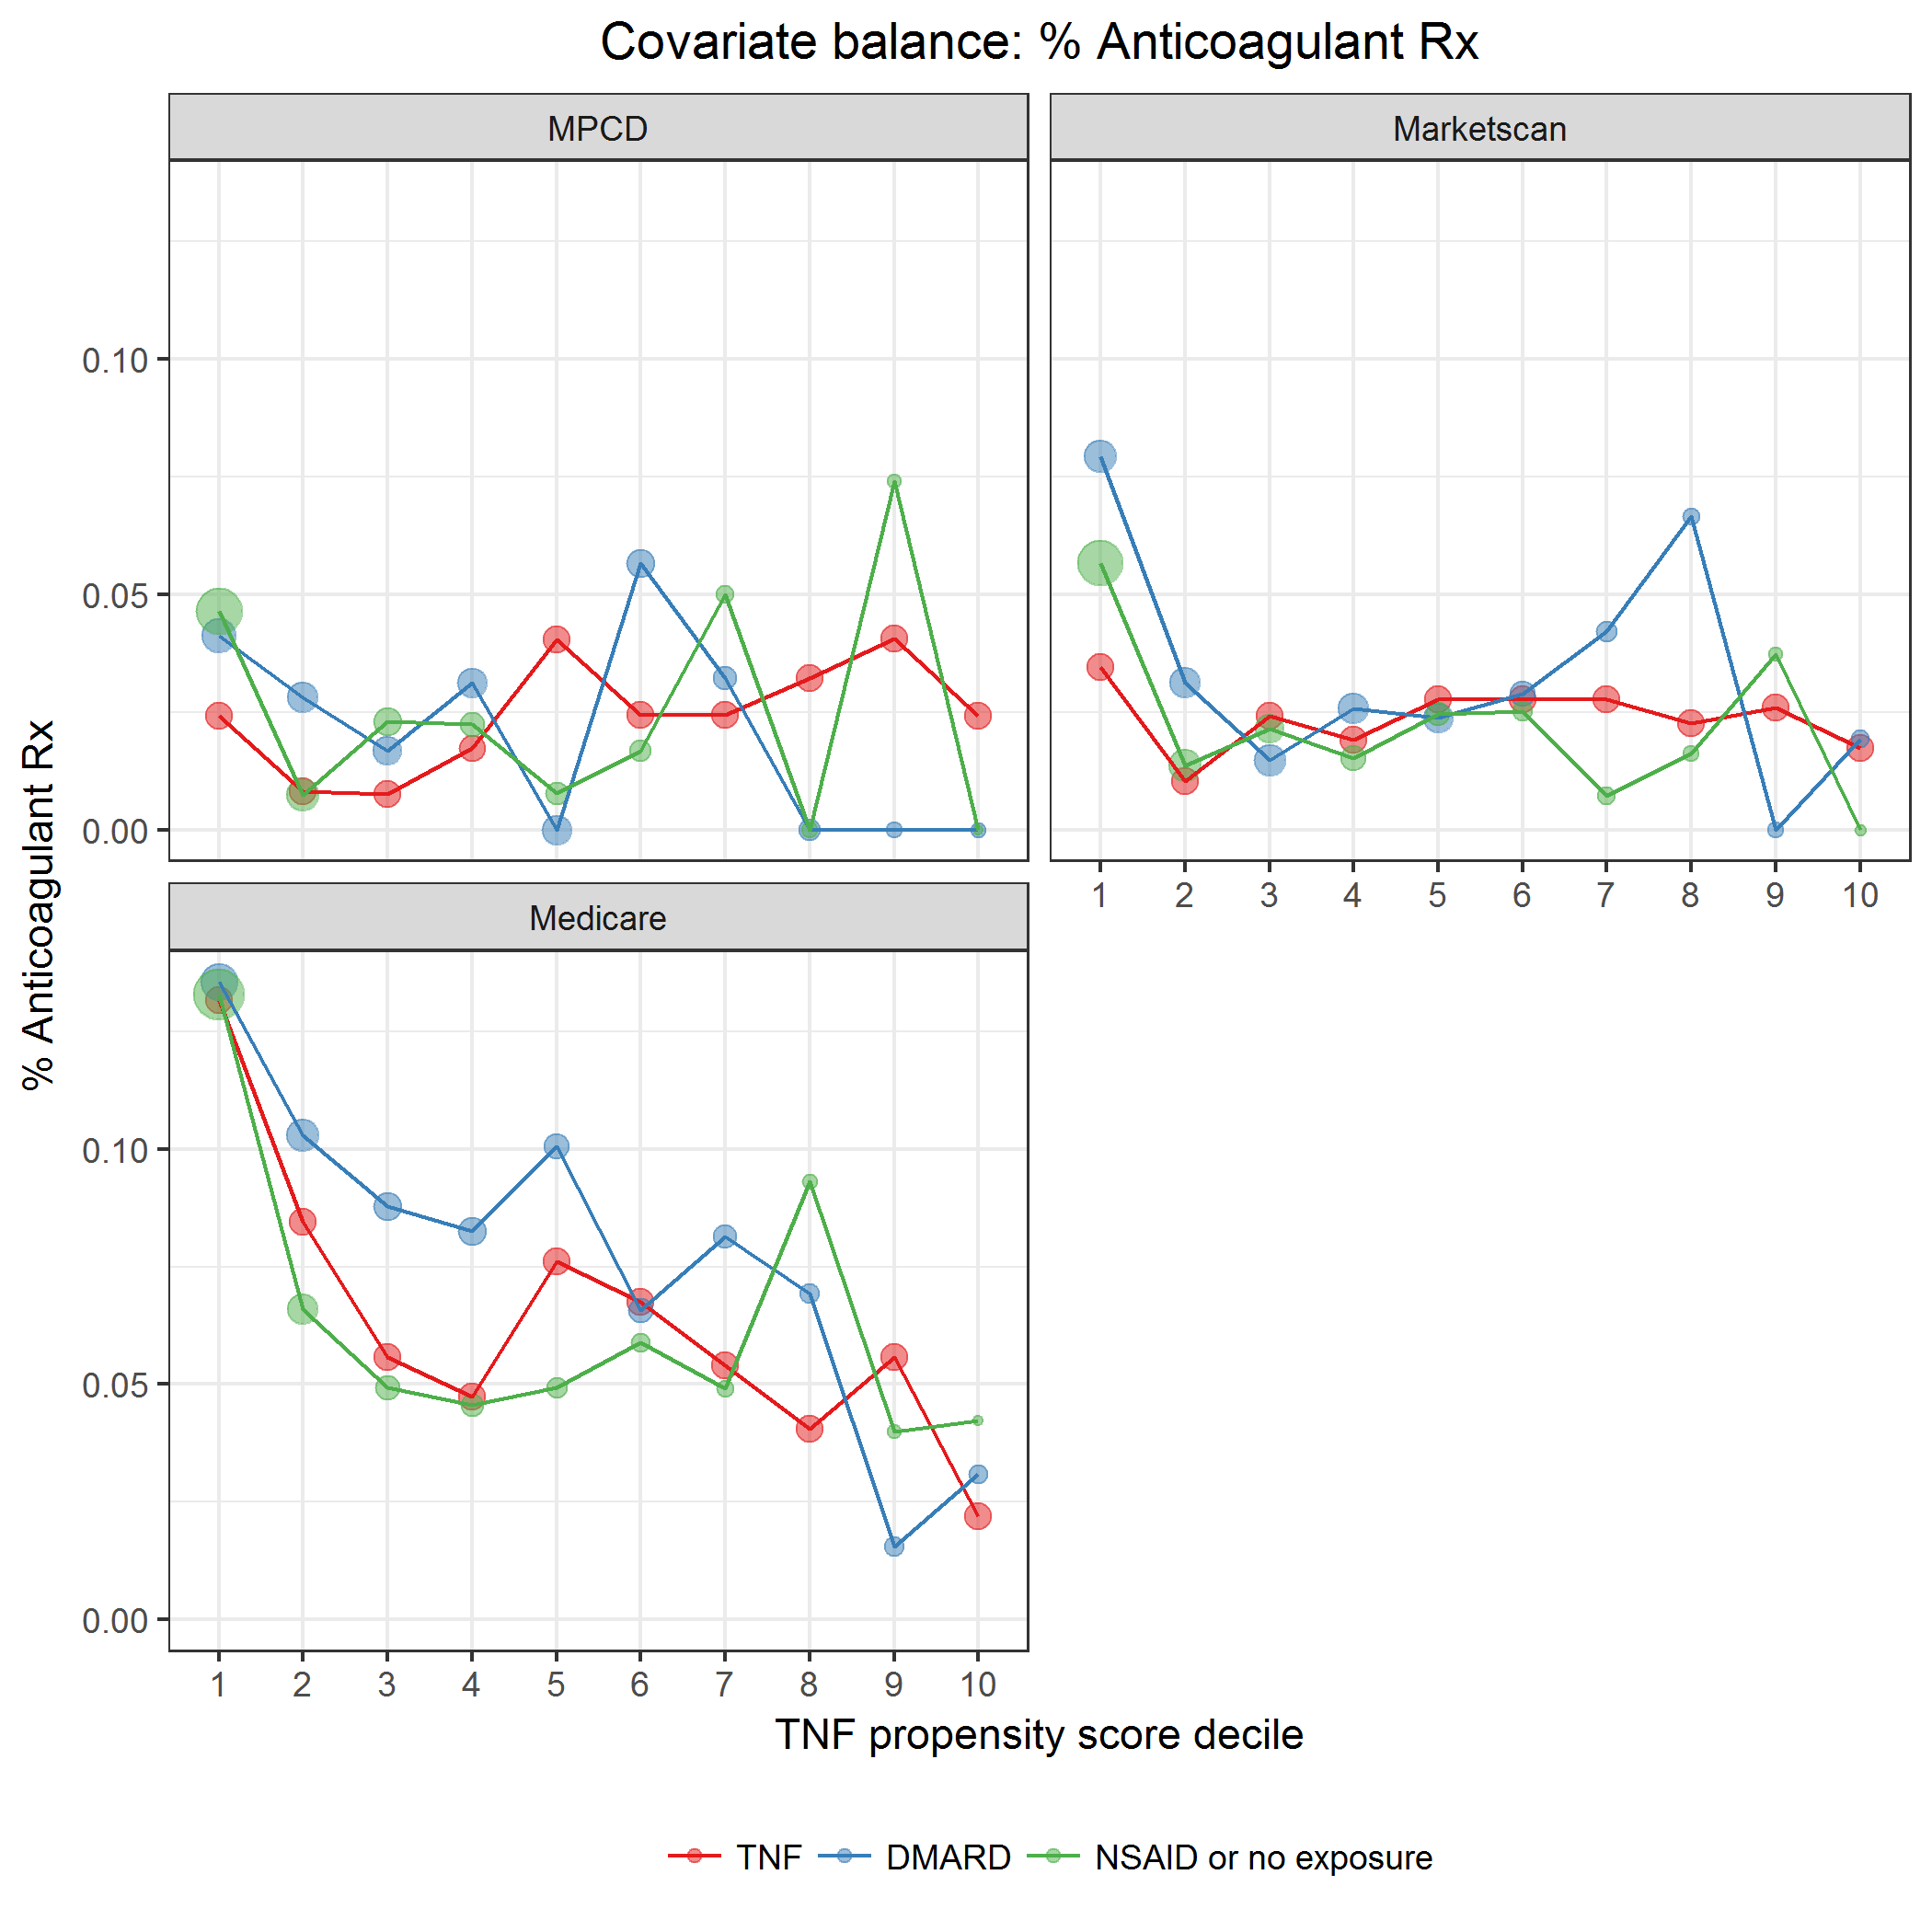 Covariate balance: % Anticoagulant Rx
MPCD
Marketscan
0.10
0.05
0.00
1 2 3 4 5 6 7 8 9 10
Medicare
0.10
0.05
0.00
1 2 3 4 5 6 7 8 9 10
% Anticoagulant Rx
TNF propensity score decile
TNF DMARD NSAID or no exposure